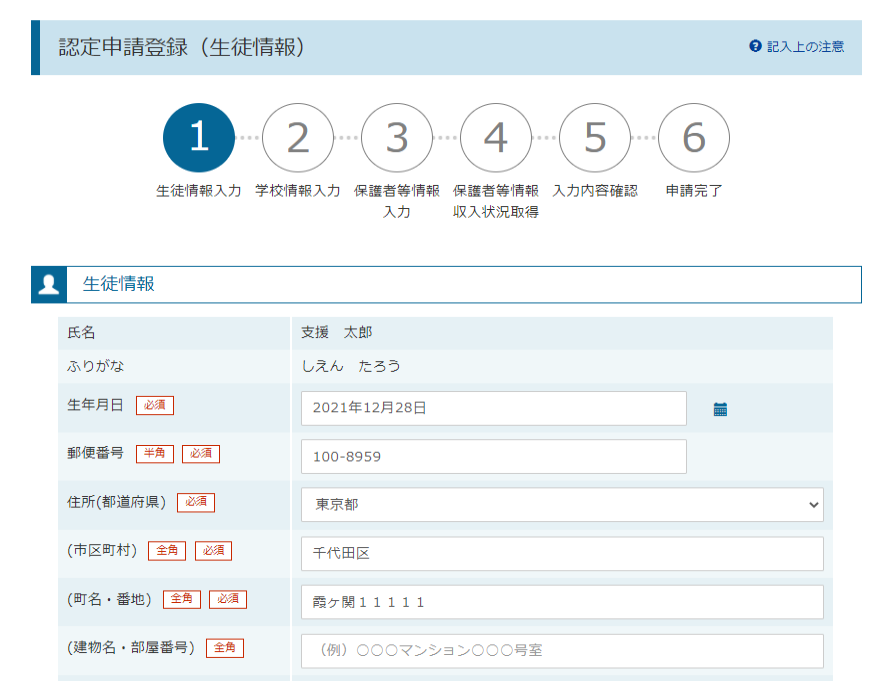 認定申請登録（生徒情報）
? 記入上の注意
1 2 3 4 5 6
生徒情報入力 学校情報入力 保護者等情報 保護者等情報 入力内容確認 申請完了
入力 収入状況取得
生徒情報
氏名 支援　太郎
ふりがな しえん　たろう
生年月日 必須 2021年12月28日
郵便番号 半角 必須 100-8959
住所(都道府県) 必須 東京都
(市区町村) 全角 必須 千代田区
(町名・番地) 全角 必須 霞ケ関１１１１１
(建物名・部屋番号) 全角 （例）○○○マンション○○○号室